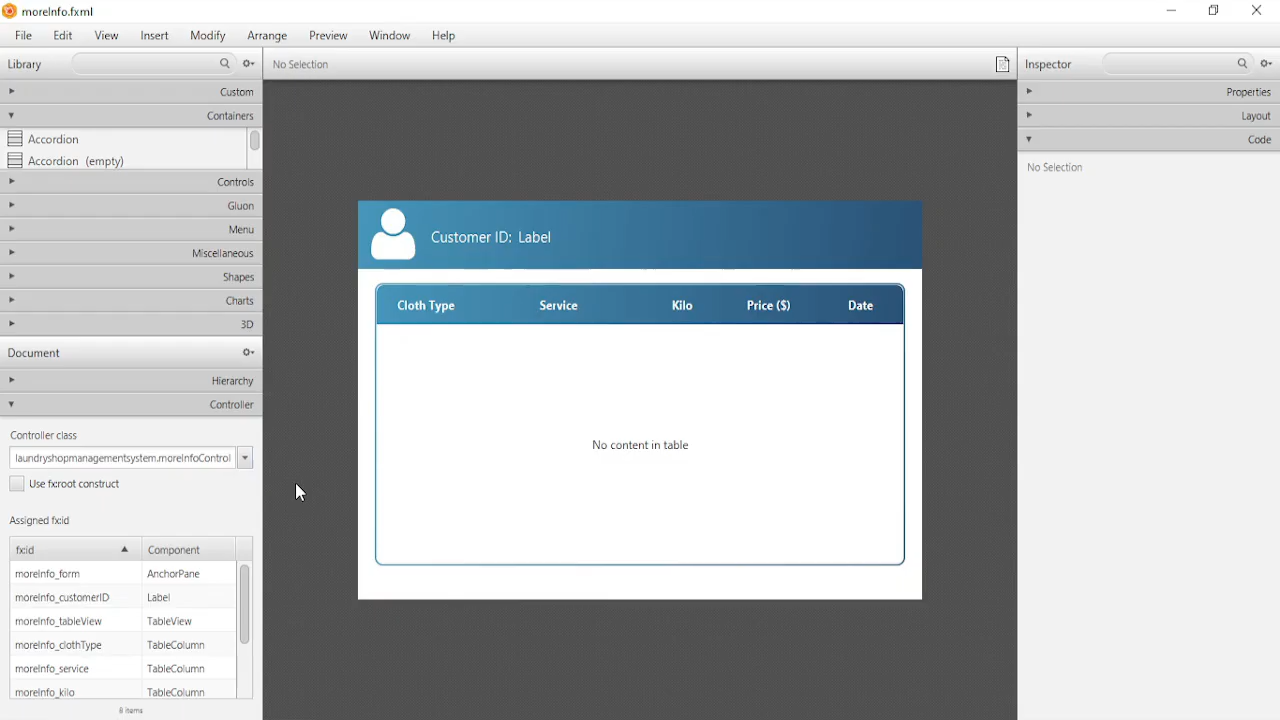 moreInfo.fxml
File Edit View Insert Modify Arrange Preview Window Help
Library
No Selection
Inspector
Custom
Containers
Accordion
Accordion (empty)
Controls
Gluon
Menu
Miscellaneous
Shapes
Charts
3D
Document
Hierarchy
Controller
Controller class
laundryshopmanagementsystem.moreInfoControl
Use fx:root construct
Assigned fx:id
fx:id Component
moreInfo_form AnchorPane
moreInfo_customerID Label
moreInfo_tableView TableView
moreInfo_clothType TableColumn
moreInfo_service TableColumn
moreInfo_kilo TableColumn
8 items
Customer ID: Label
Cloth Type Service Kilo Price ($) Date
No content in table
Properties
Layout
Code
No Selection